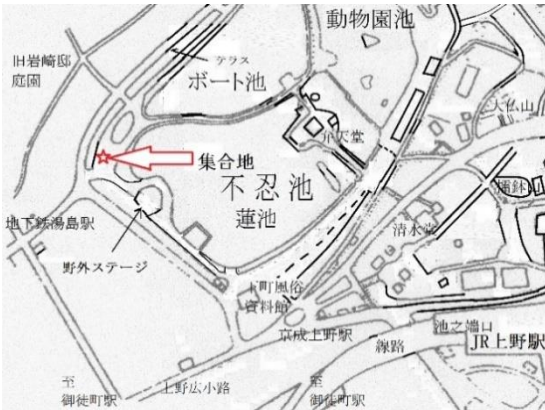 動物園池
旧岩崎邸
庭園
テラス
ボート池
大仏山
弁天堂
集合地
摺鉢
不忍池
蓮池
地下鉄湯島駅
清水堂
野外ステージ
下町風俗
資料館
京成上野駅
池之端口
線路
JR上野駅
至
御徒町駅
上野広小路
至
御徒町駅